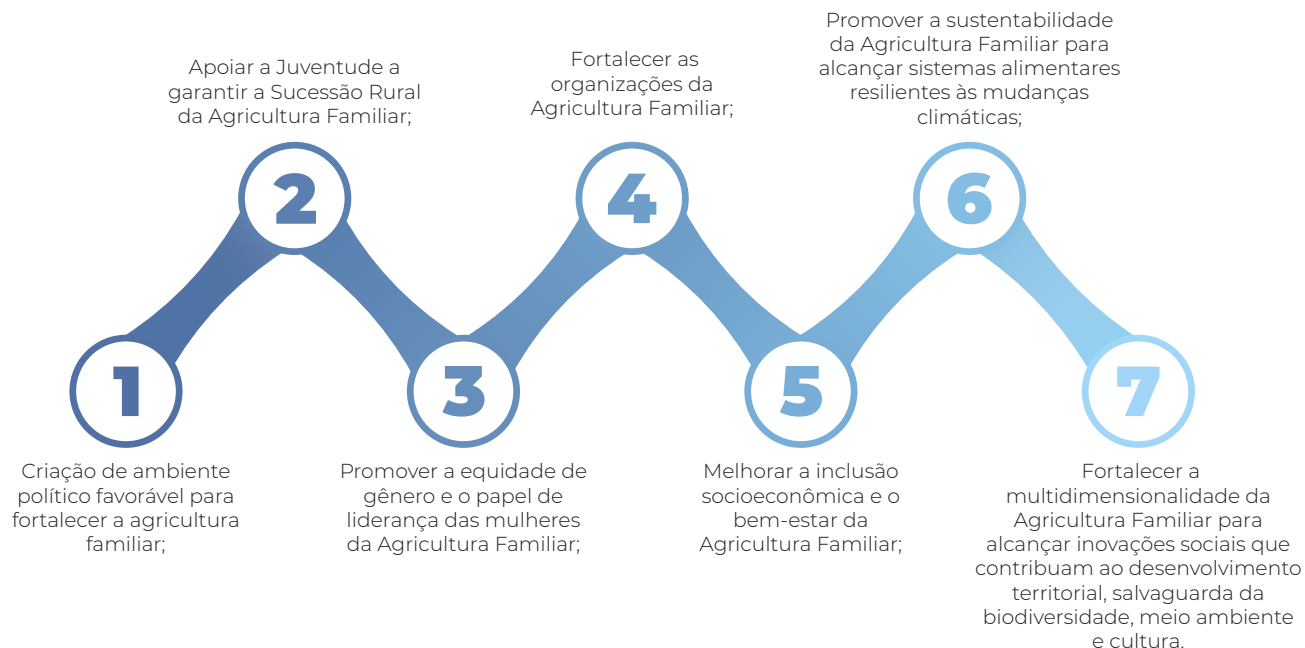 1
Criação de ambiente
político favorável para
fortalecer a agricultura
familiar;
2
Apoiar a Juventude a
garantir a Sucessão Rural
da Agricultura Familiar;
3
Promover a equidade de
gênero e o papel de
liderança das mulheres
da Agricultura Familiar;
4
Fortalecer as
organizações da
Agricultura Familiar;
5
Melhorar a inclusão
socioeconômica e o
bem-estar da
Agricultura Familiar;
6
Promover a sustentabilidade
da Agricultura Familiar para
alcançar sistemas alimentares
resilientes às mudanças
climáticas;
7
Fortalecer a
multidimensionalidade da
Agricultura Familiar para
alcançar inovações sociais que
contribuam ao desenvolvimento
territorial, salvaguarda da
biodiversidade, meio ambiente
e cultura.